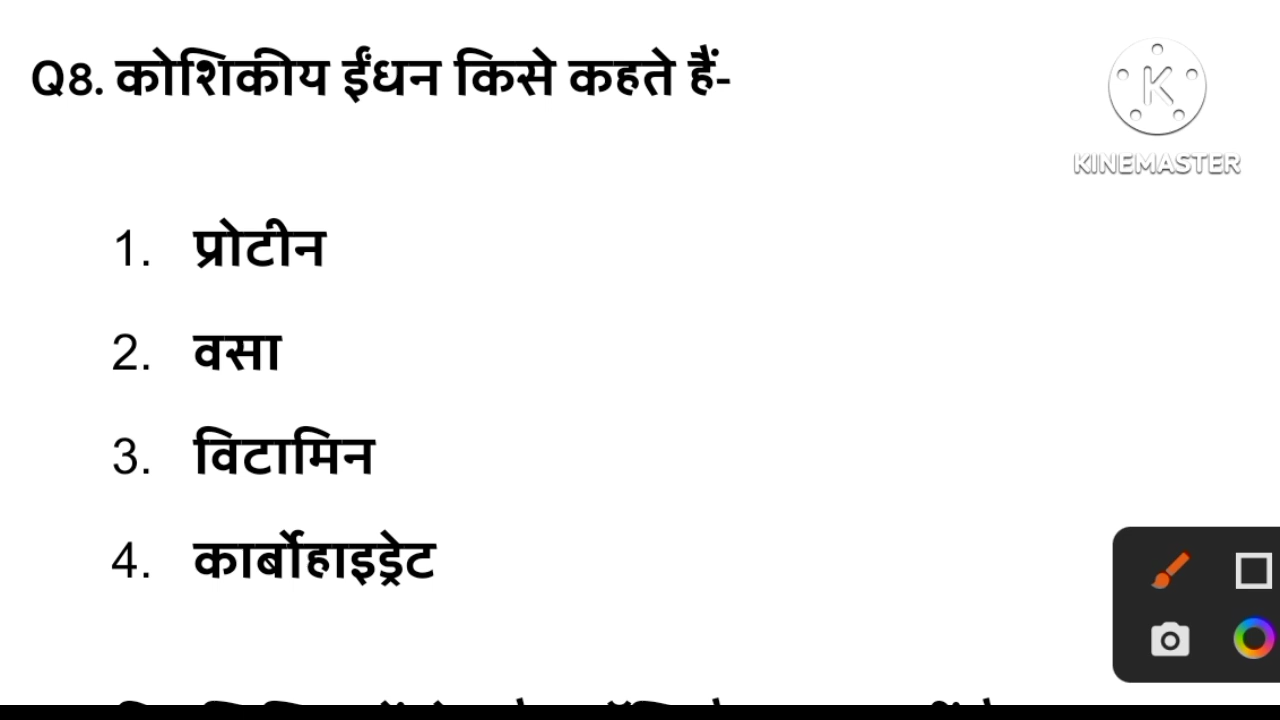 Q8. कोशिकीय ईंधन किसे कहते हैं-
K
KINEMASTER
1. प्रोटीन
2. वसा
3. विटामिन
4. कार्बोहाइड्रेट